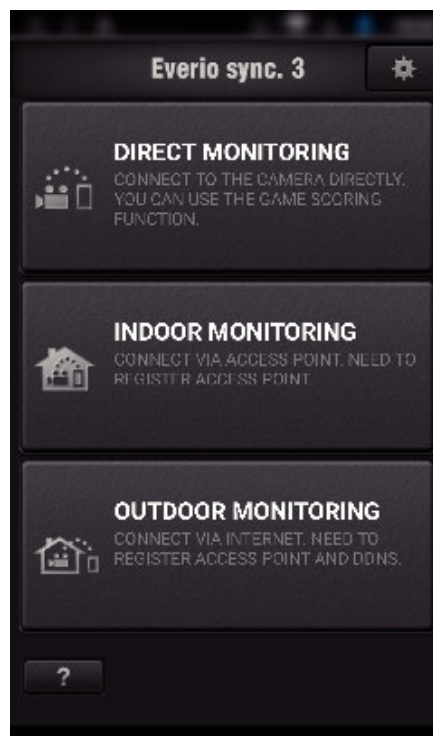 Everio sync. 3
DIRECT MONITORING
CONNECT TO THE CAMERA DIRECTLY.
YOU CAN USE THE GAME SCORING
FUNCTION.
INDOOR MONITORING
CONNECT VIA ACCESS POINT. NEED TO
REGISTER ACCESS POINT.
OUTDOOR MONITORING
CONNECT VIA INTERNET. NEED TO
REGISTER ACCESS POINT AND DDNS.
?